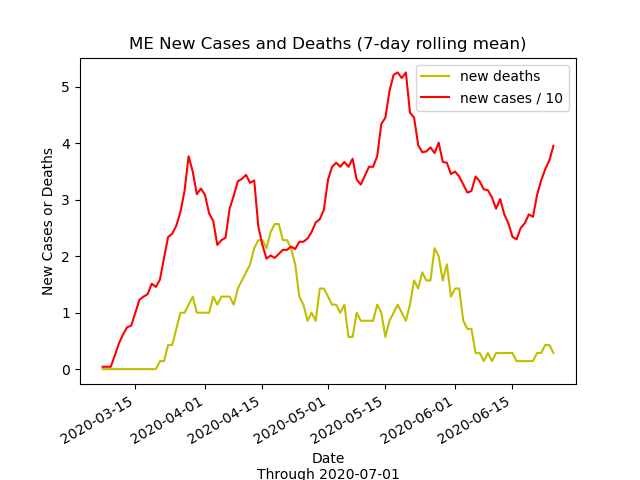 ME New Cases and Deaths (7-day rolling mean)
new deaths
new cases / 10
New Cases or Deaths
5
4
3
2
1
0
2020-03-15
2020-04-01
2020-04-15
2020-05-01
2020-05-15
2020-06-01
2020-06-15
Date
Through 2020-07-01